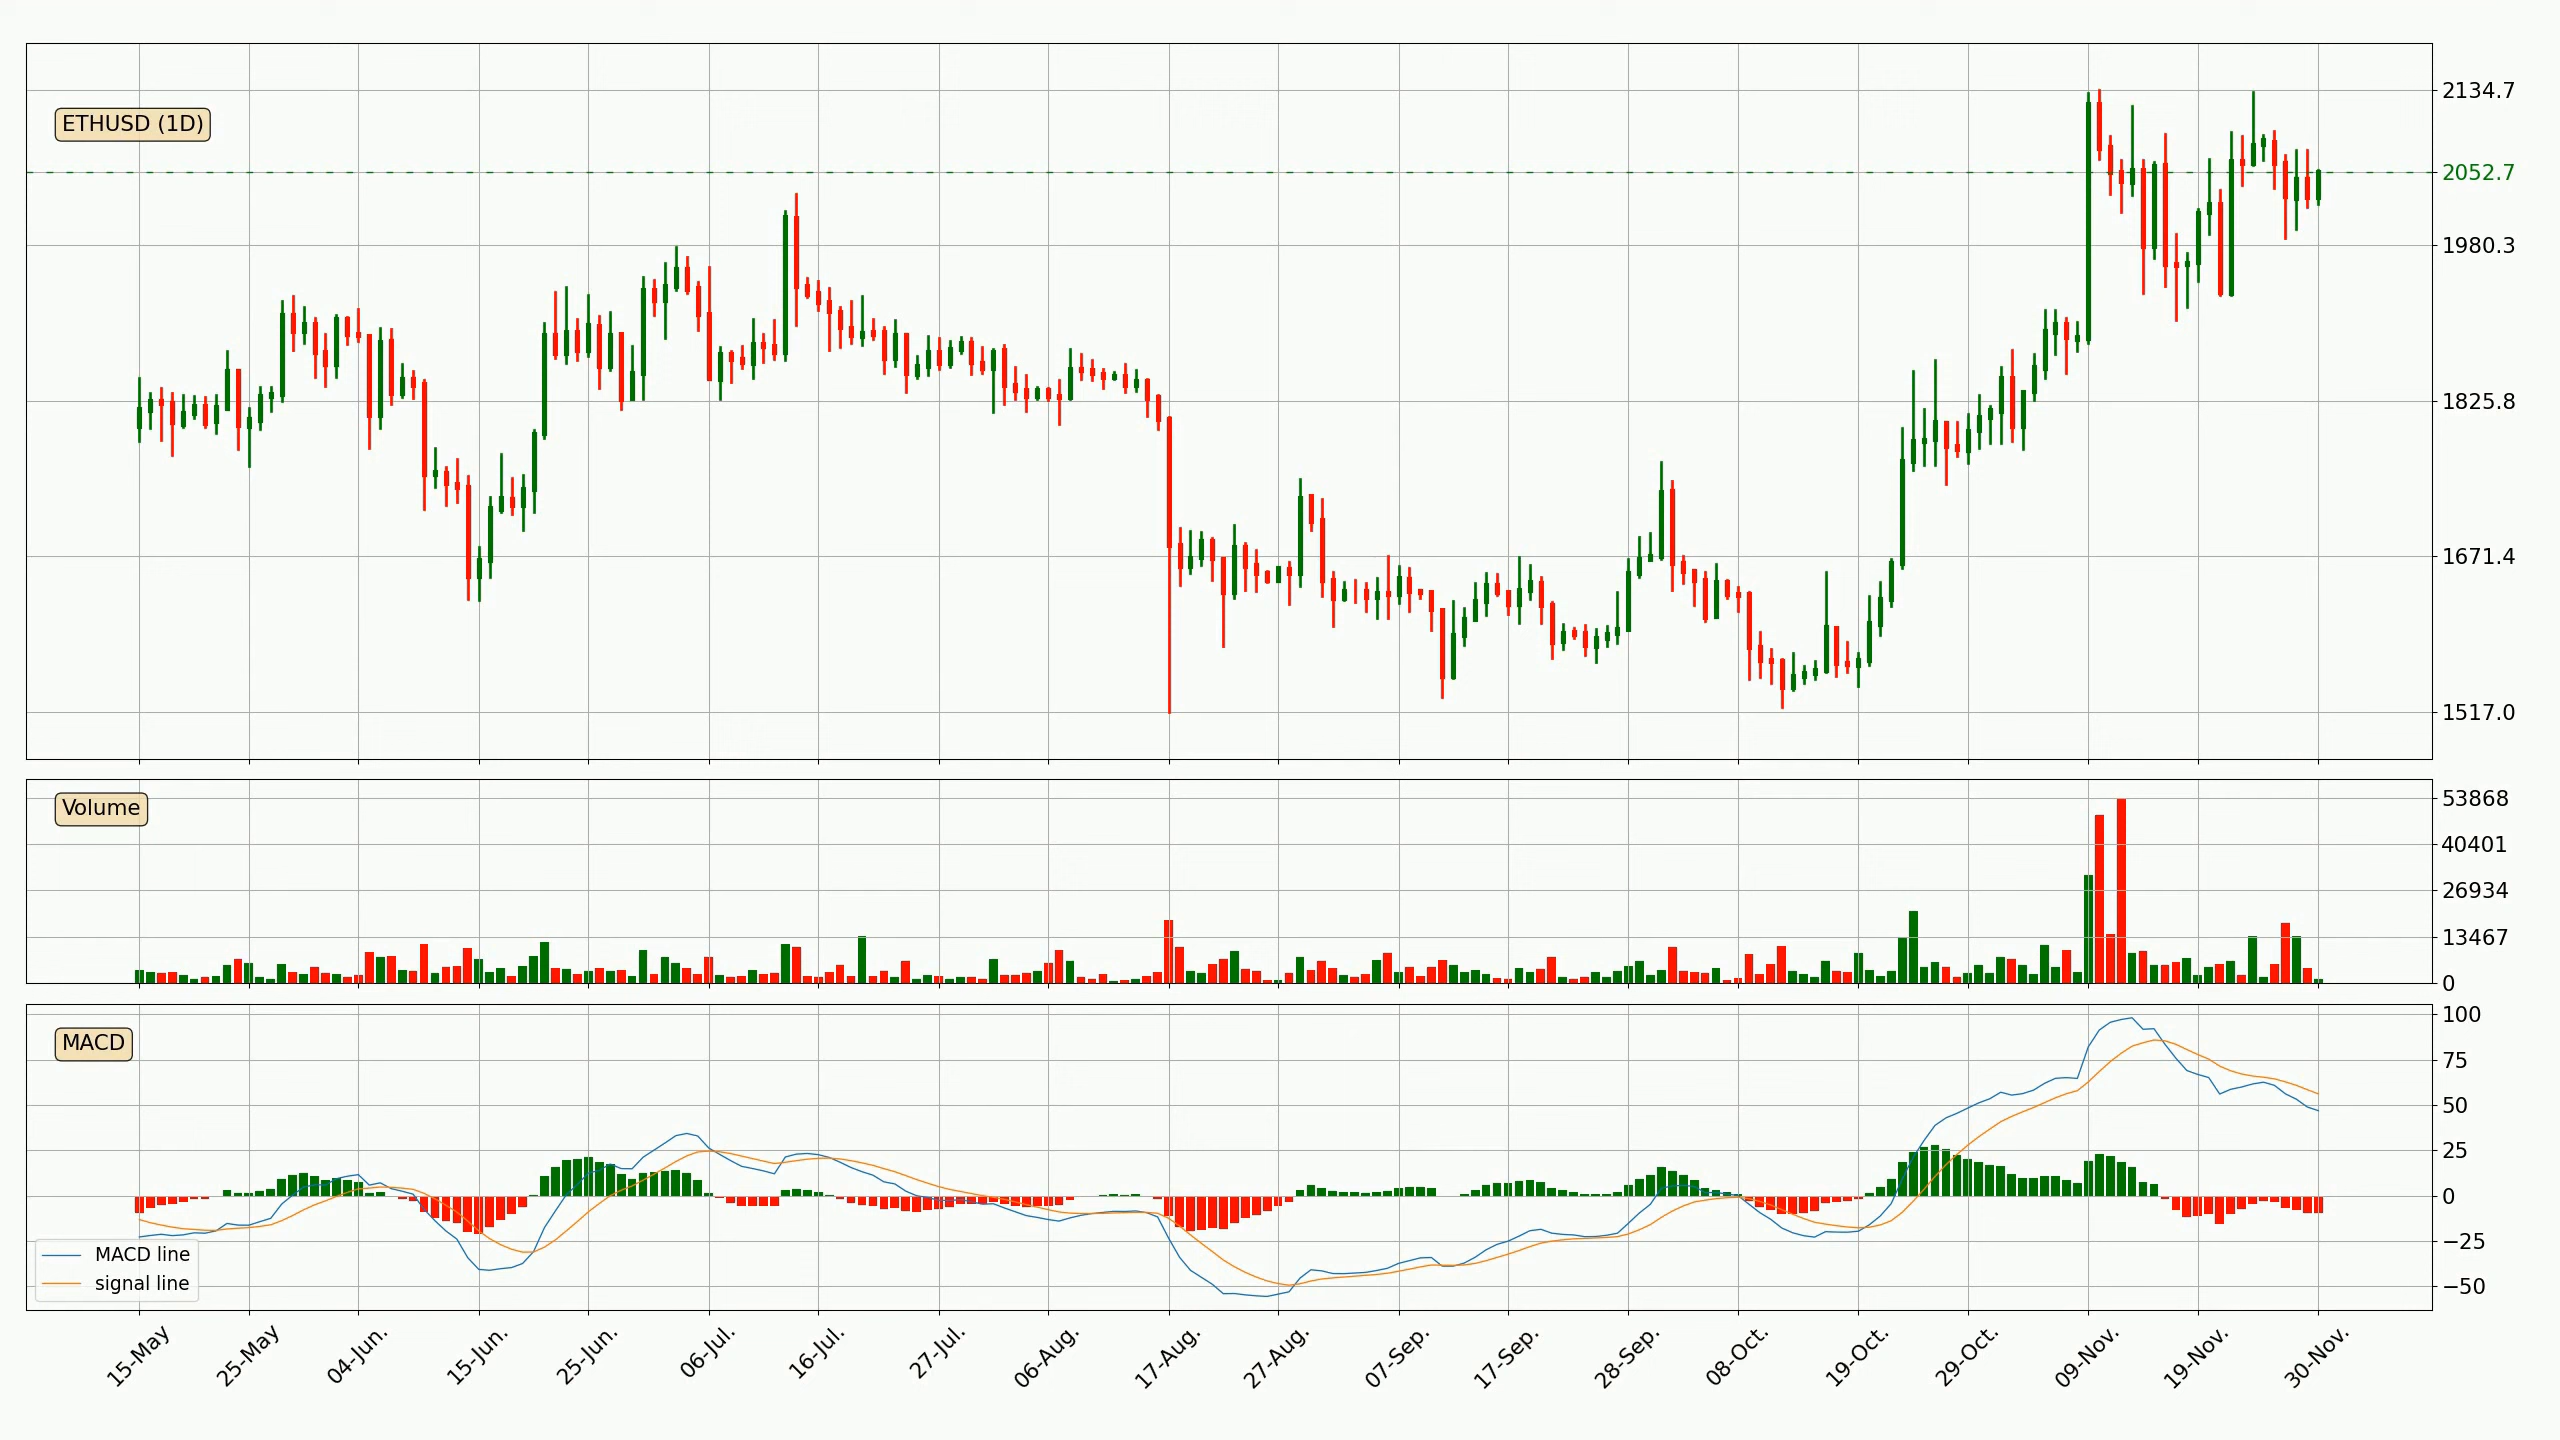 ETHUSD (1D)
2134.7
2052.7
1980.3
1825.8
1671.4
1517.0
Volume
53868
40401
26934
13467
0
MACD
100
75
50
25
0
−25
−50
MACD line
signal line
15-May
25-May
04-Jun.
15-Jun.
25-Jun.
06-Jul.
16-Jul.
27-Jul.
06-Aug.
17-Aug.
27-Aug.
07-Sep.
17-Sep.
28-Sep.
08-Oct.
19-Oct.
29-Oct.
09-Nov.
19-Nov.
30-Nov.